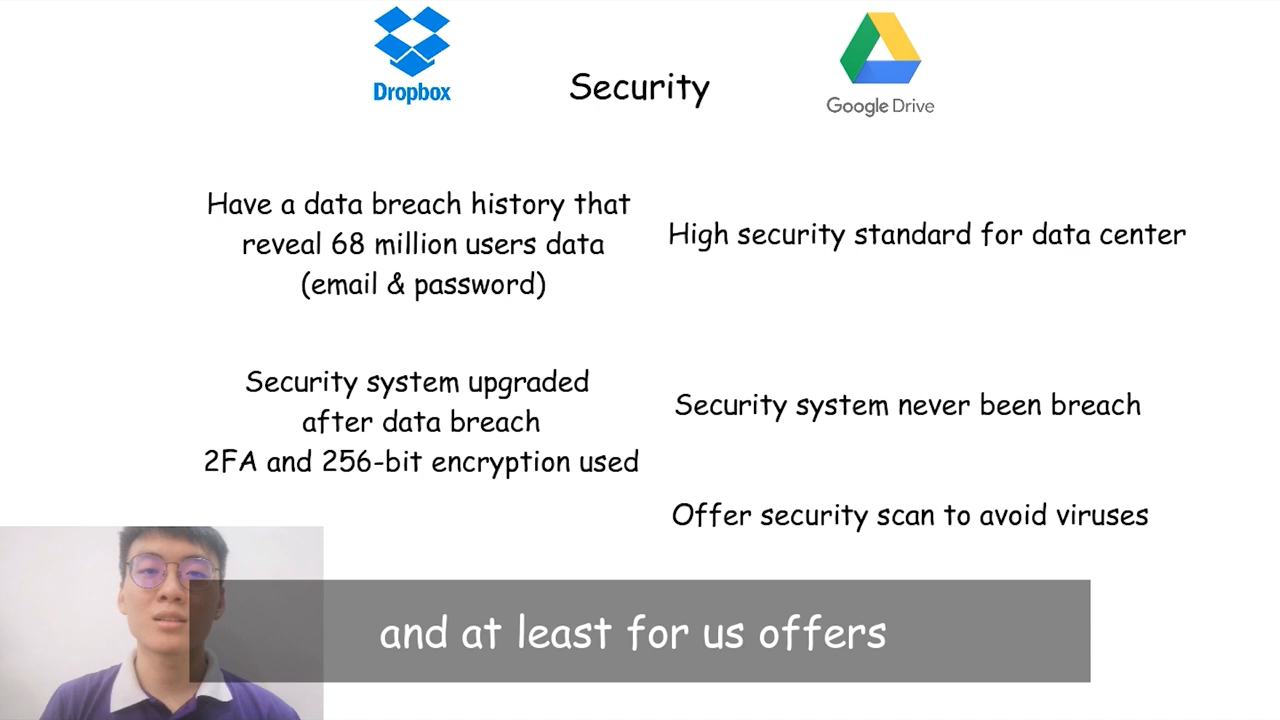 Dropbox
Security
Google Drive
Have a data breach history that
reveal 68 million users data
(email & password)
High security standard for data center
Security system upgraded
after data breach
2FA and 256-bit encryption used
Security system never been breach
Offer security scan to avoid viruses
and at least for us offers